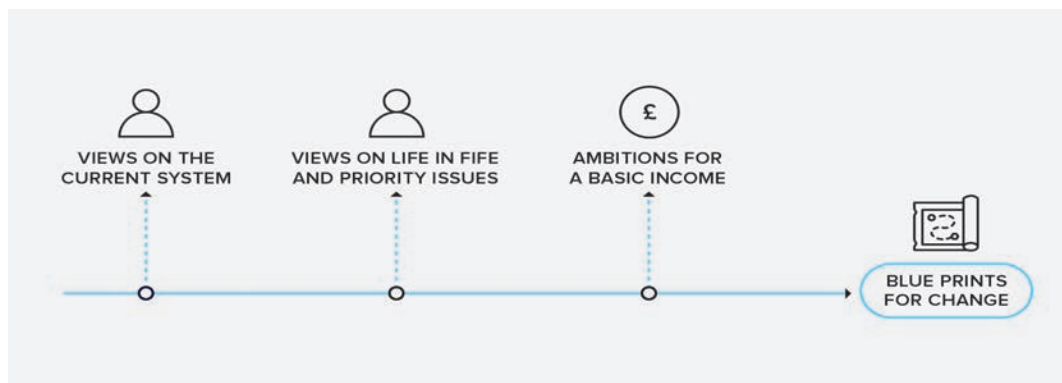 VIEWS ON THE
CURRENT SYSTEM
VIEWS ON LIFE IN FIFE
AND PRIORITY ISSUES
£
AMBITIONS FOR
A BASIC INCOME
BLUE PRINTS
FOR CHANGE